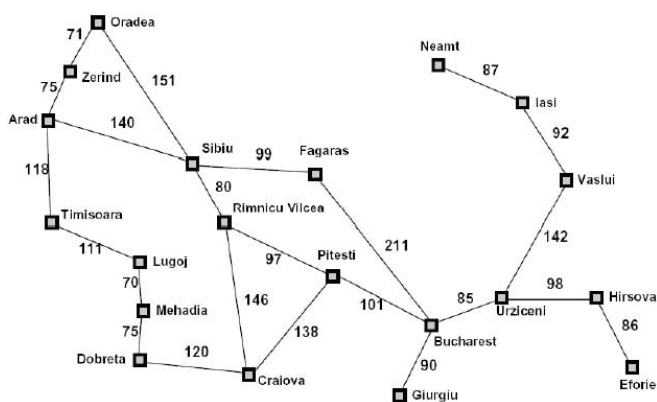 Oradea
71
Neamt
87
Zerind
75
151
Iasi
Arad
140
92
Sibiu
99
Fagaras
118
80
Vaslui
Rimnicu Vilcea
Timisoara
111
97
Pitesti
211
142
Lugoj
70
146
101
85
98
Hirsova
Urziceni
Mehadia
75
138
86
Bucharest
120
90
Dobreta
Craiova
Eforie
Giurgiu